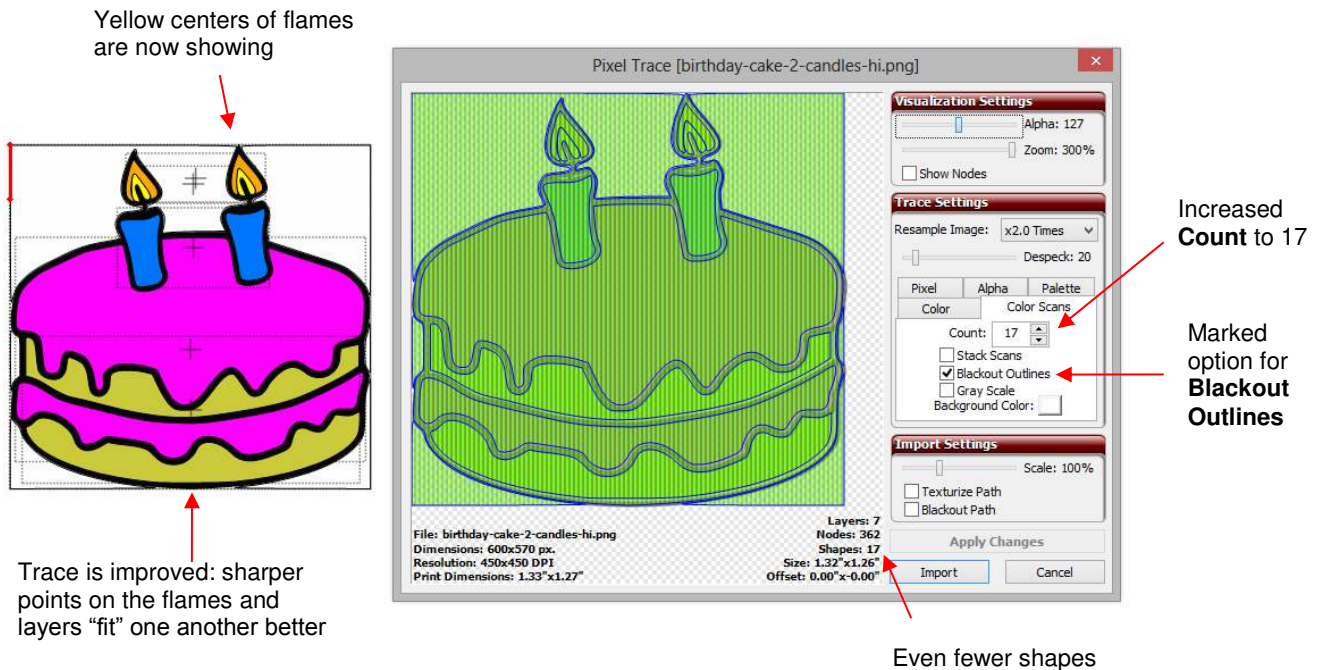 Yellow centers of flames
are now showing
Pixel Trace [birthday-cake-2-candles-hi.png]
Visualization Settings
Alpha: 127
Zoom: 300%
Show Nodes
Trace Settings
Resample Image: x2.0 Times
Despeck: 20
Pixel Alpha Palette
Color Color Scans
Count: 17
Stack Scans
Blackout Outlines
Gray Scale
Background Color:
Import Settings
Scale: 100%
Texturize Path
Blackout Path
Apply Changes
Import Cancel
File: birthday-cake-2-candles-hi.png
Dimensions: 600x570 px.
Resolution: 450x450 DPI
Print Dimensions: 1.33"x1.27"
Layers: 7
Nodes: 362
Shapes: 17
Size: 1.32"x1.26"
Offset: 0.00"x-0.00"
Increased
Count to 17
Marked
option for
Blackout
Outlines
Trace is improved: sharper
points on the flames and
layers “fit” one another better
Even fewer shapes